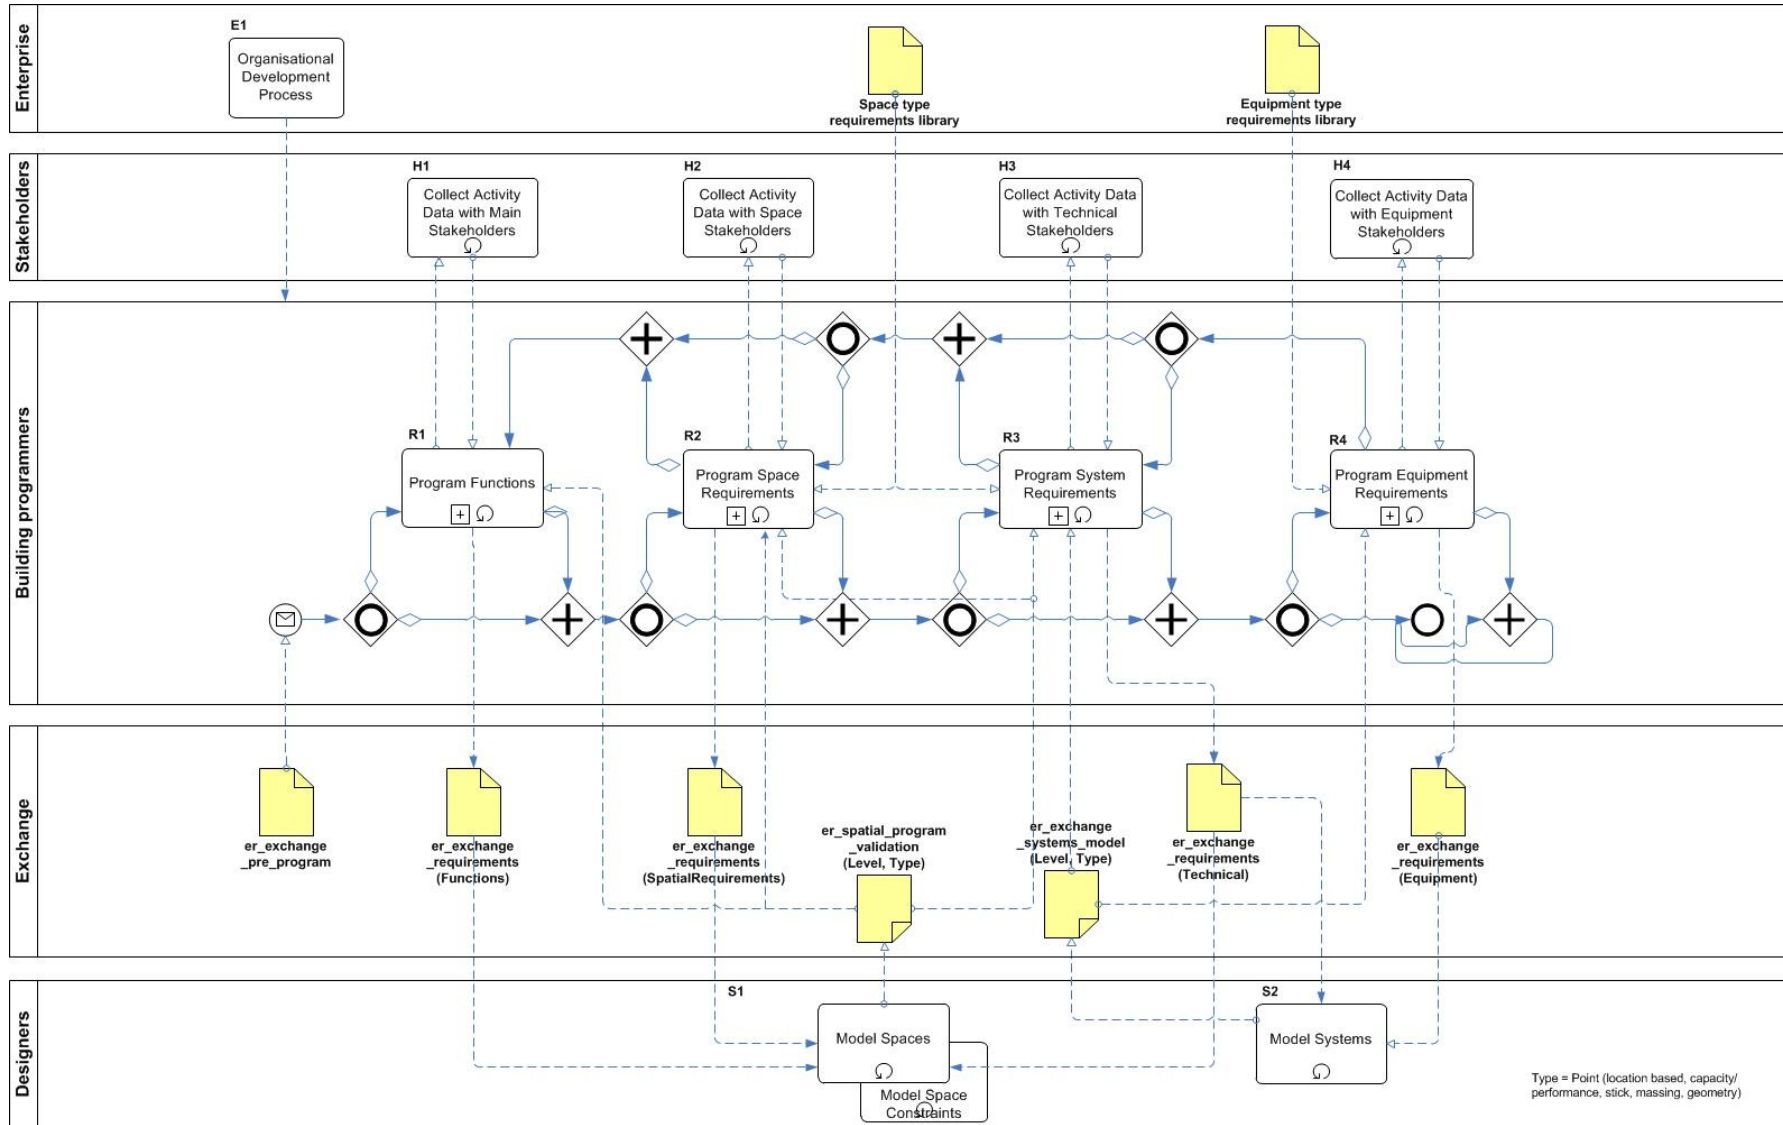 Enterprise
E1
Organisational
Development
Process
Space type
requirements library
Equipment type
requirements library
Stakeholders
H1
Collect Activity
Data with Main
Stakeholders
H2
Collect Activity
Data with Space
Stakeholders
H3
Collect Activity Data
with Technical
Stakeholders
H4
Collect Activity Data
with Equipment
Stakeholders
Building programmers
R1
Program Functions
R2
Program Space
Requirements
R3
Program System
Requirements
R4
Program Equipment
Requirements
Exchange
er_exchange
_pre_program
er_exchange
_requirements
(Functions)
er_exchange
_requirements
(SpatialRequirements)
er_spatial_program
_validation
(Level, Type)
er_exchange
_systems_model
(Level, Type)
er_exchange
_requirements
(Technical)
er_exchange
_requirements
(Equipment)
Designers
S1
Model Spaces
Model Space
Constraints
S2
Model Systems
Type = Point (location based, capacity/
performance, stick, massing, geometry)